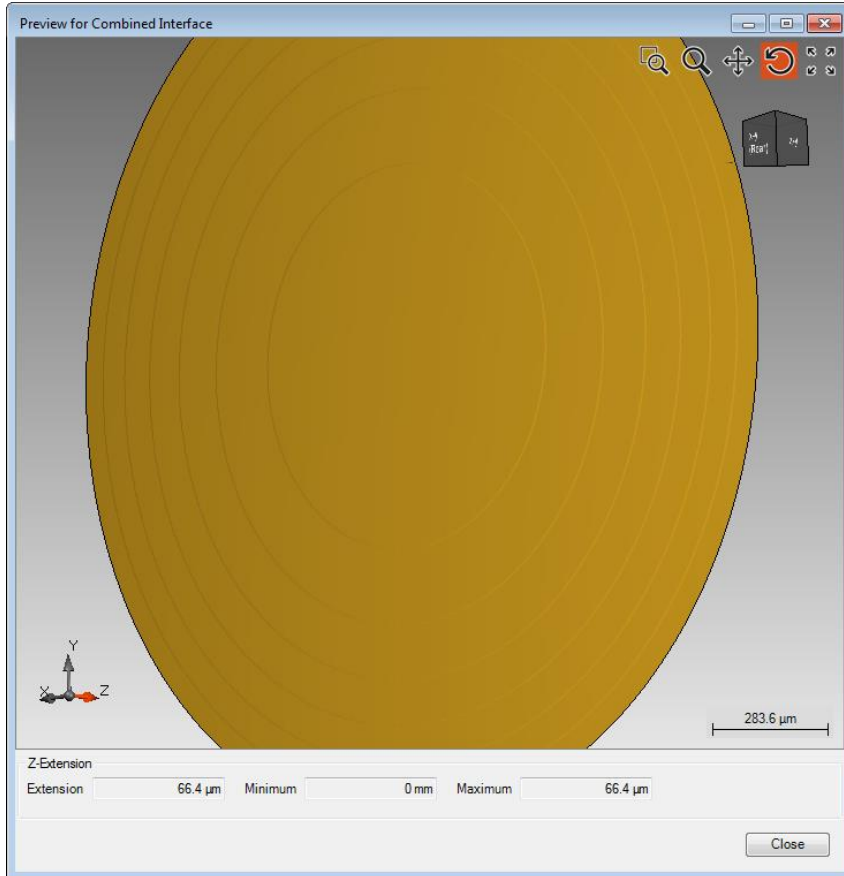 Preview for Combined Interface
Y
X
Z
283.6 µm
Z-Extension
Extension 66.4 µm Minimum 0 mm Maximum 66.4 µm
Close